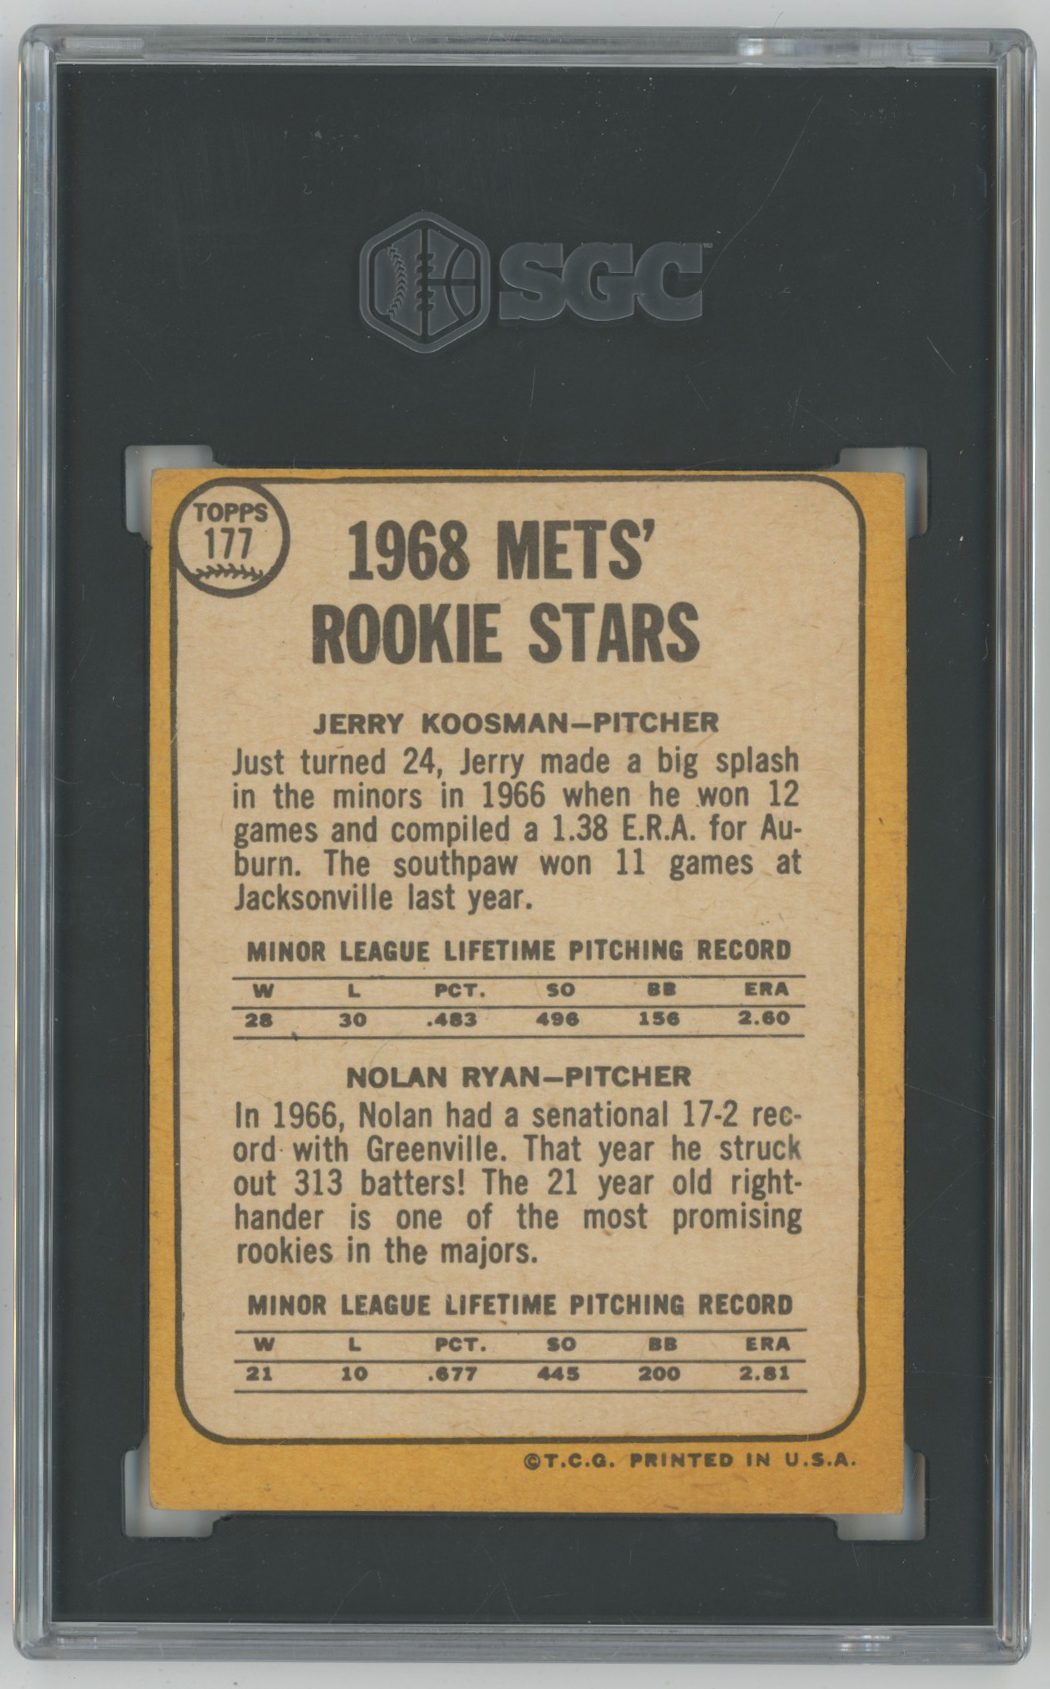 SGC
TOPPS
177
1968 METS'
ROOKIE STARS
JERRY KOOSMAN—PITCHER
Just turned 24, Jerry made a big splash
in the minors in 1966 when he won 12
games and compiled a 1.38 E.R.A. for Au-
burn. The southpaw won 11 games at
Jacksonville last year.
MINOR LEAGUE LIFETIME PITCHING RECORD
W L PCT. SO BB ERA
28 30 .483 496 156 2.60
NOLAN RYAN—PITCHER
In 1966, Nolan had a senational 17-2 rec-
ord with Greenville. That year he struck
out 313 batters! The 21 year old right-
hander is one of the most promising
rookies in the majors.
MINOR LEAGUE LIFETIME PITCHING RECORD
W L PCT. SO BB ERA
21 10 .677 445 200 2.81
©T.C.G. PRINTED IN U.S.A.